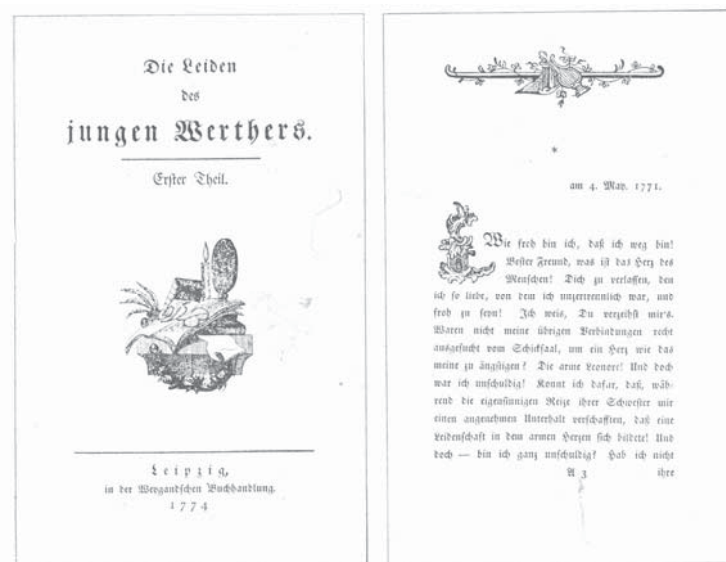 Die Leiden
des
jungen Werthers.
Erster Theil.
Leipzig,
in der Weygandschen Buchhandlung.
1774
*
am 4. May. 1771.
Wie froh bin ich, daß ich weg bin!
Bester Freund, was ist das Herz des
Menschen! Dich zu verlassen, den
ich so liebe, von dem ich unzertrennlich war, und
froh zu seyn! Ich weis, Du verzeihst mir's.
Waren nicht meine übrigen Verbindungen recht
ausgesucht vom Schicksaal, um ein Herz wie das
meine zu ängstigen? Die arme Leonore! Und doch
war ich unschuldig! Konnt ich dafür, daß, wäh-
rend die eigensinnigen Reize ihrer Schwester mir
einen angenehmen Unterhalt verschafften, daß eine
Leidenschaft in dem armen Herzen sich bildete! Und
doch — bin ich ganz unschuldig? Hab ich nicht
A 3 ihre